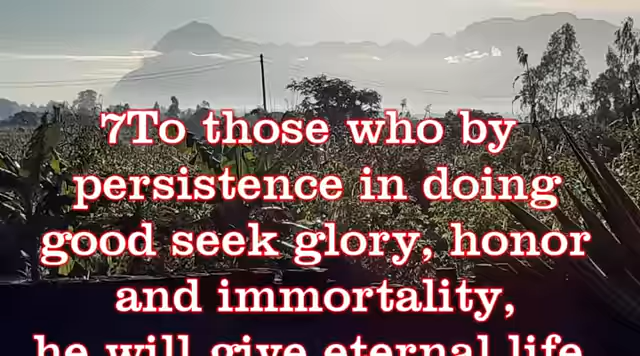 7To those who by
persistence in doing
good seek glory, honor
and immortality,
he will give eternal life.